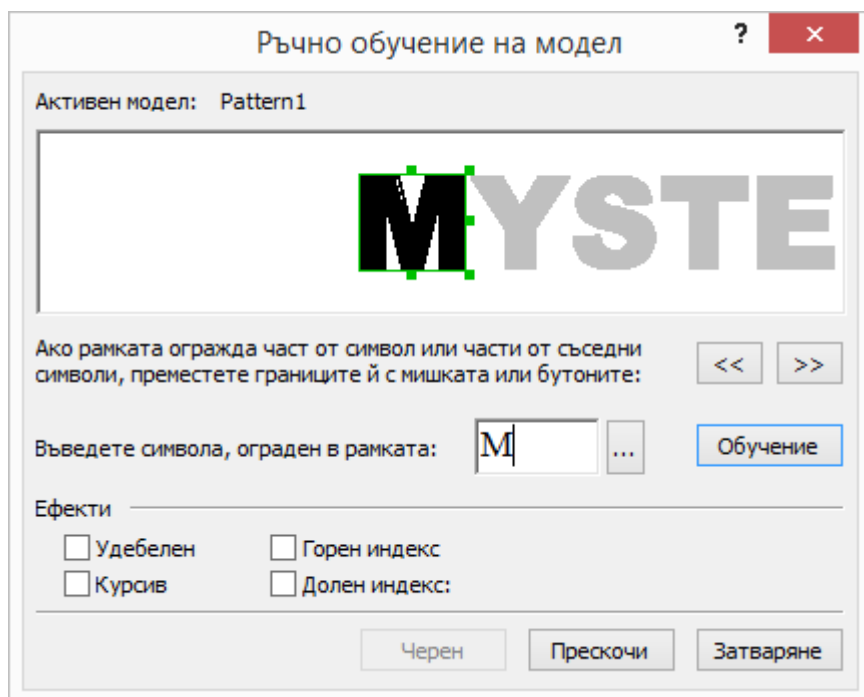 Ръчно обучение на модел ? ×
Активен модел: Pattern1
MYSTE
Ако рамката огражда част от символ или части от съседни
символи, преместете границите й с мишката или бутоните:
<< >>
Въведете символа, ограден в рамката: M ... Обучение
Ефекти
Удебелен Горен индекс
Курсив Долен индекс:
Черен Прескочи Затваряне